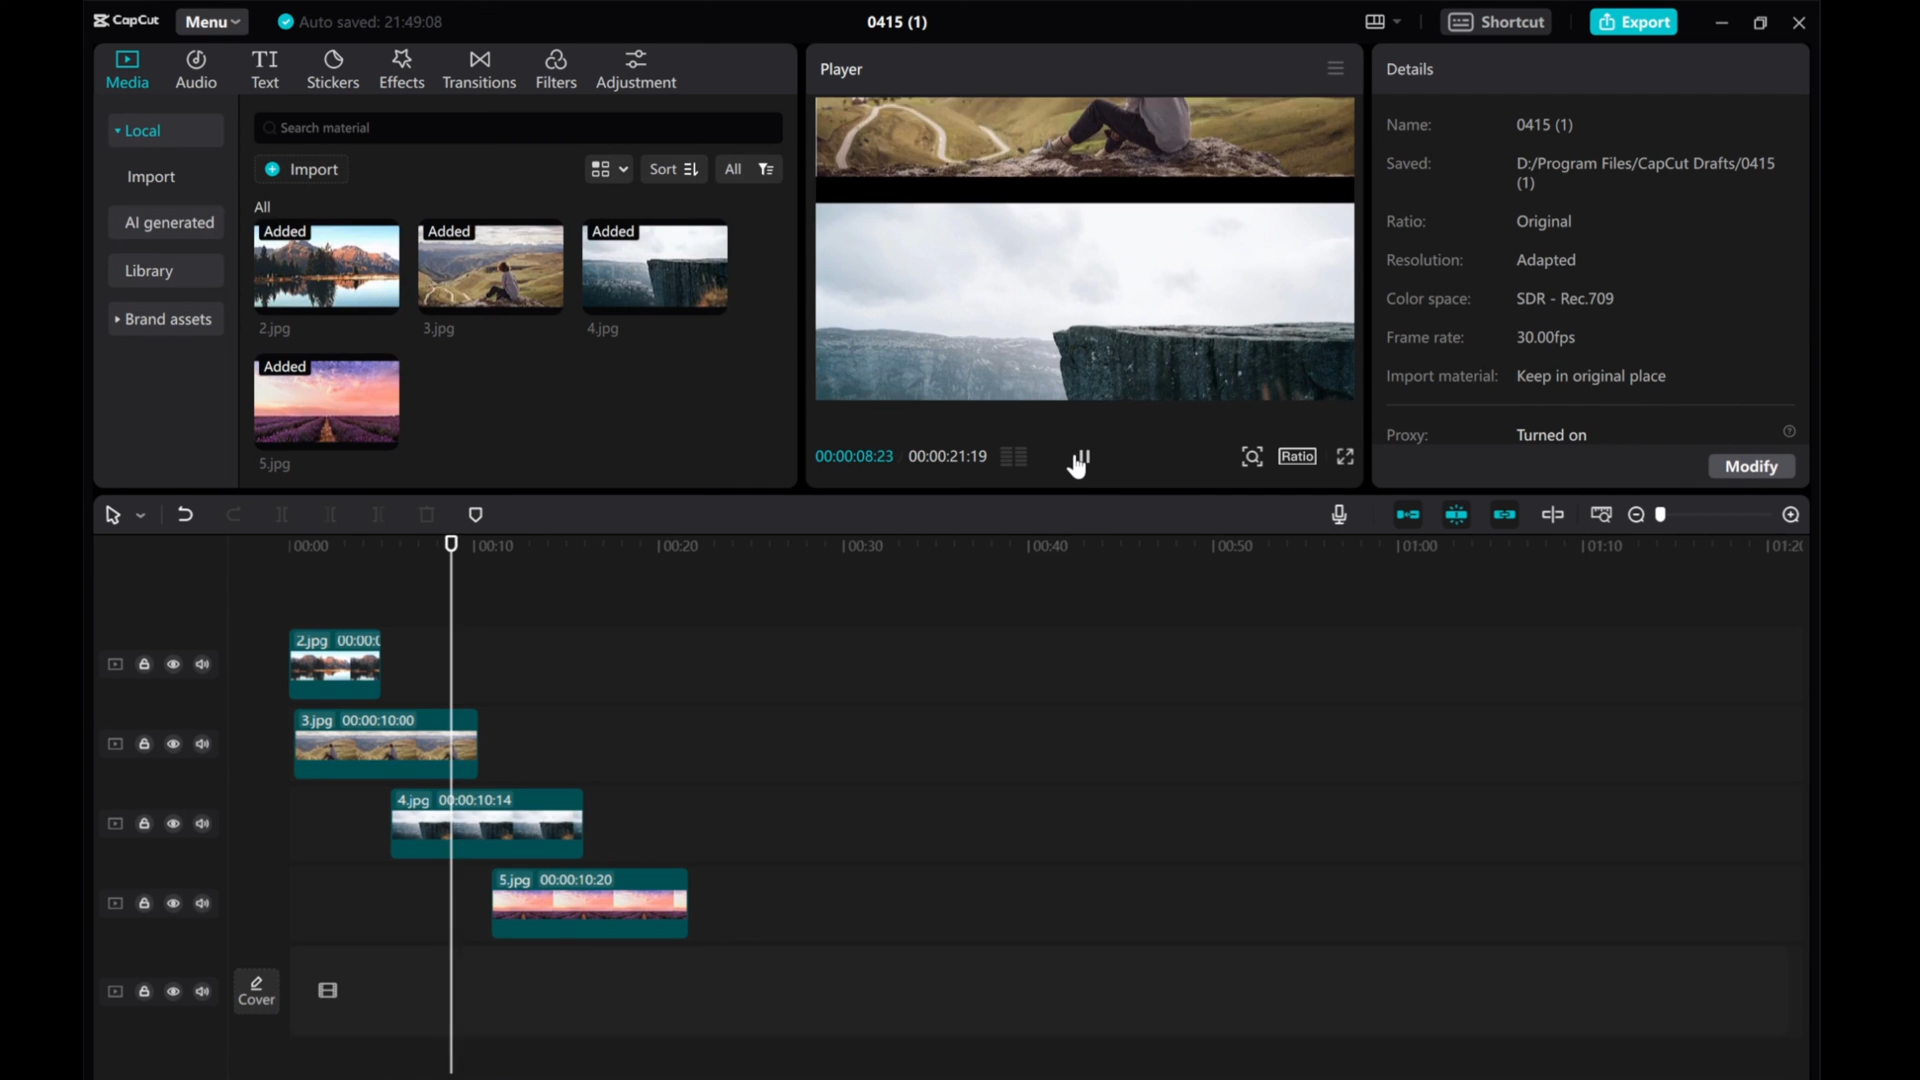 CapCut
Menu
Auto saved: 21:49:08
0415 (1)
Shortcut
Export
Media
Audio
TI
Text
Stickers
Effects
Transitions
Filters
Adjustment
Local
Import
AI generated
Library
Brand assets
Search material
Import
Sort
All
All
Added
Added
Added
2.jpg
3.jpg
4.jpg
Added
5.jpg
Player
00:00:08:23
00:00:21:19
Ratio
Details
Name:
0415 (1)
Saved:
D:/Program Files/CapCut Drafts/0415
(1)
Ratio:
Original
Resolution:
Adapted
Color space:
SDR - Rec.709
Frame rate:
30.00fps
Import material:
Keep in original place
Proxy:
Turned on
Modify
00:00
00:10
00:20
00:30
00:40
00:50
01:00
01:10
2.jpg
3.jpg 00:00:10:00
4.jpg 00:00:10:14
5.jpg 00:00:10:20
Cover